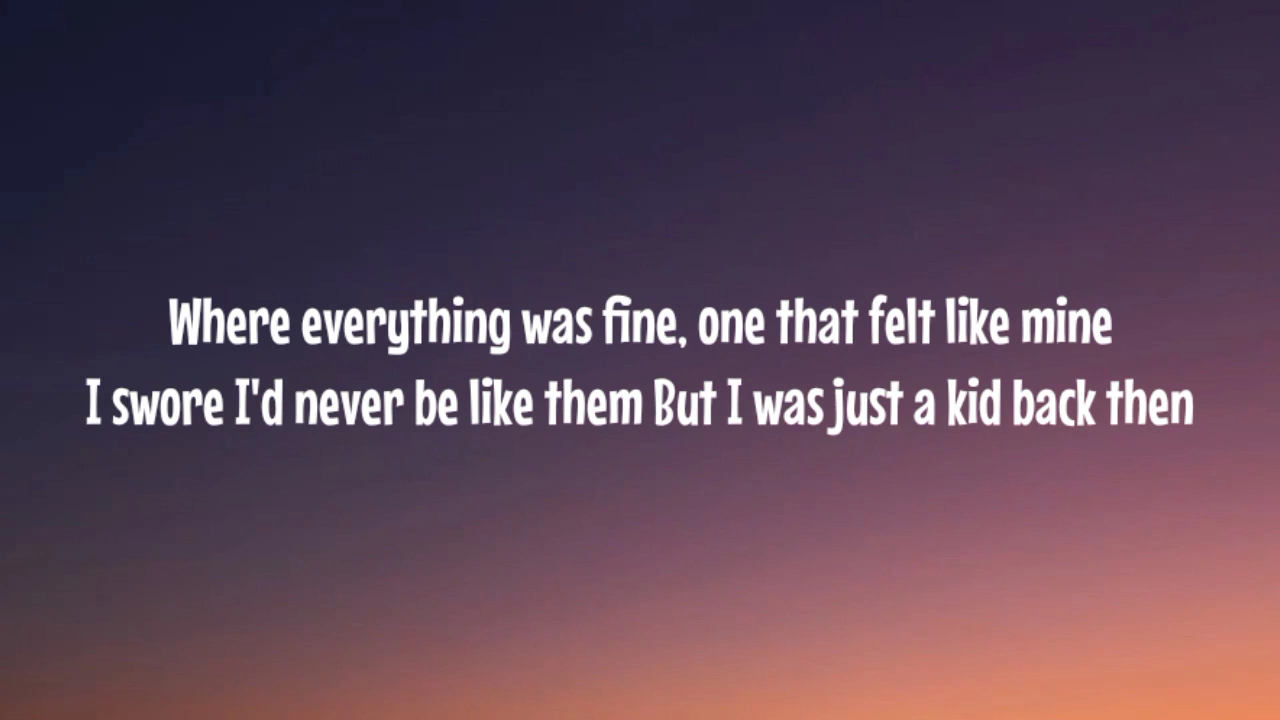 Where everything was fine, one that felt like mine
I swore I'd never be like them But I was just a kid back then